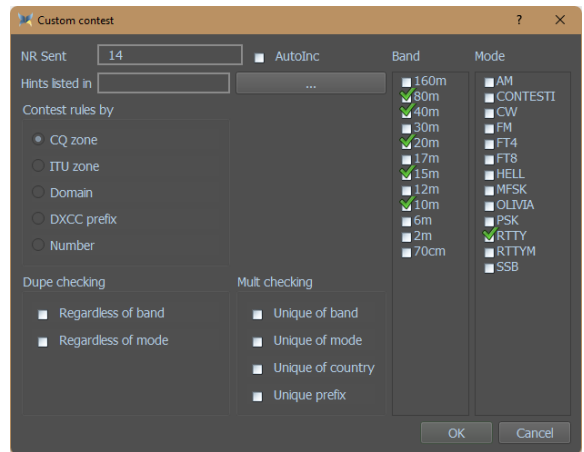 Custom contest
? ×
NR Sent 14 AutoInc
Hints listed in ...
Contest rules by
CQ zone
ITU zone
Domain
DXCC prefix
Number
Dupe checking
Regardless of band
Regardless of mode
Mult checking
Unique of band
Unique of mode
Unique of country
Unique prefix
Band
160m
80m
40m
30m
20m
17m
15m
12m
10m
6m
2m
70cm
Mode
AM
CONTESTI
CW
FM
FT4
FT8
HELL
MFSK
OLIVIA
PSK
RTTY
RTTYM
SSB
OK Cancel